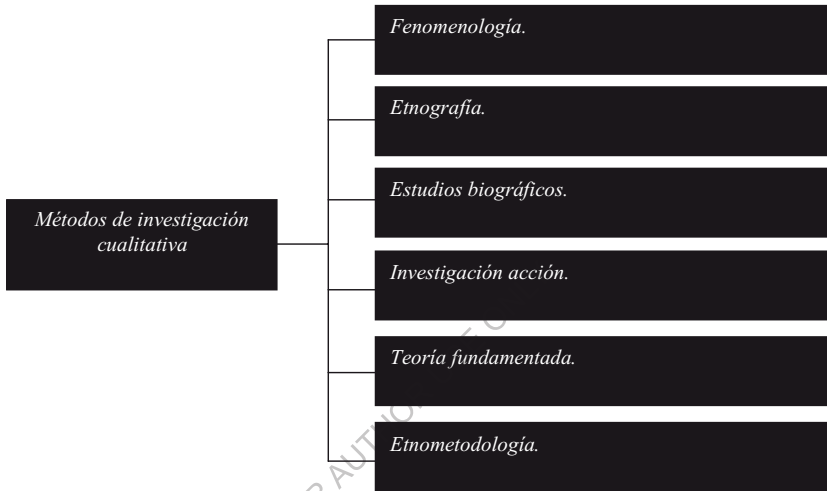 Fenomenología.
Etnografía.
Estudios biográficos.
Métodos de investigación
cualitativa
Investigación acción.
Teoría fundamentada.
Etnometodología.